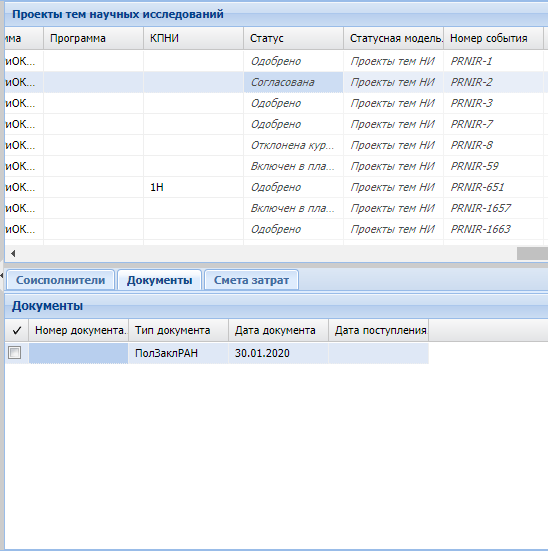 Проекты тем научных исследований
има Программа КПНИ Статус Статусная модель. Номер события
иОК... Одобрено Проекты тем НИ PRNIR-1
иОК... Согласована Проекты тем НИ PRNIR-2
иОК... Одобрено Проекты тем НИ PRNIR-3
иОК... Одобрено Проекты тем НИ PRNIR-7
иОК... Отклонена кур... Проекты тем НИ PRNIR-8
иОК... Включен в пла... Проекты тем НИ PRNIR-59
иОК... 1Н Одобрено Проекты тем НИ PRNIR-651
иОК... Включен в пла... Проекты тем НИ PRNIR-1657
иОК... Одобрено Проекты тем НИ PRNIR-1663
Соисполнители Документы Смета затрат
Документы
Номер документа. Тип документа Дата документа Дата поступления
ПолЗаклРАН 30.01.2020